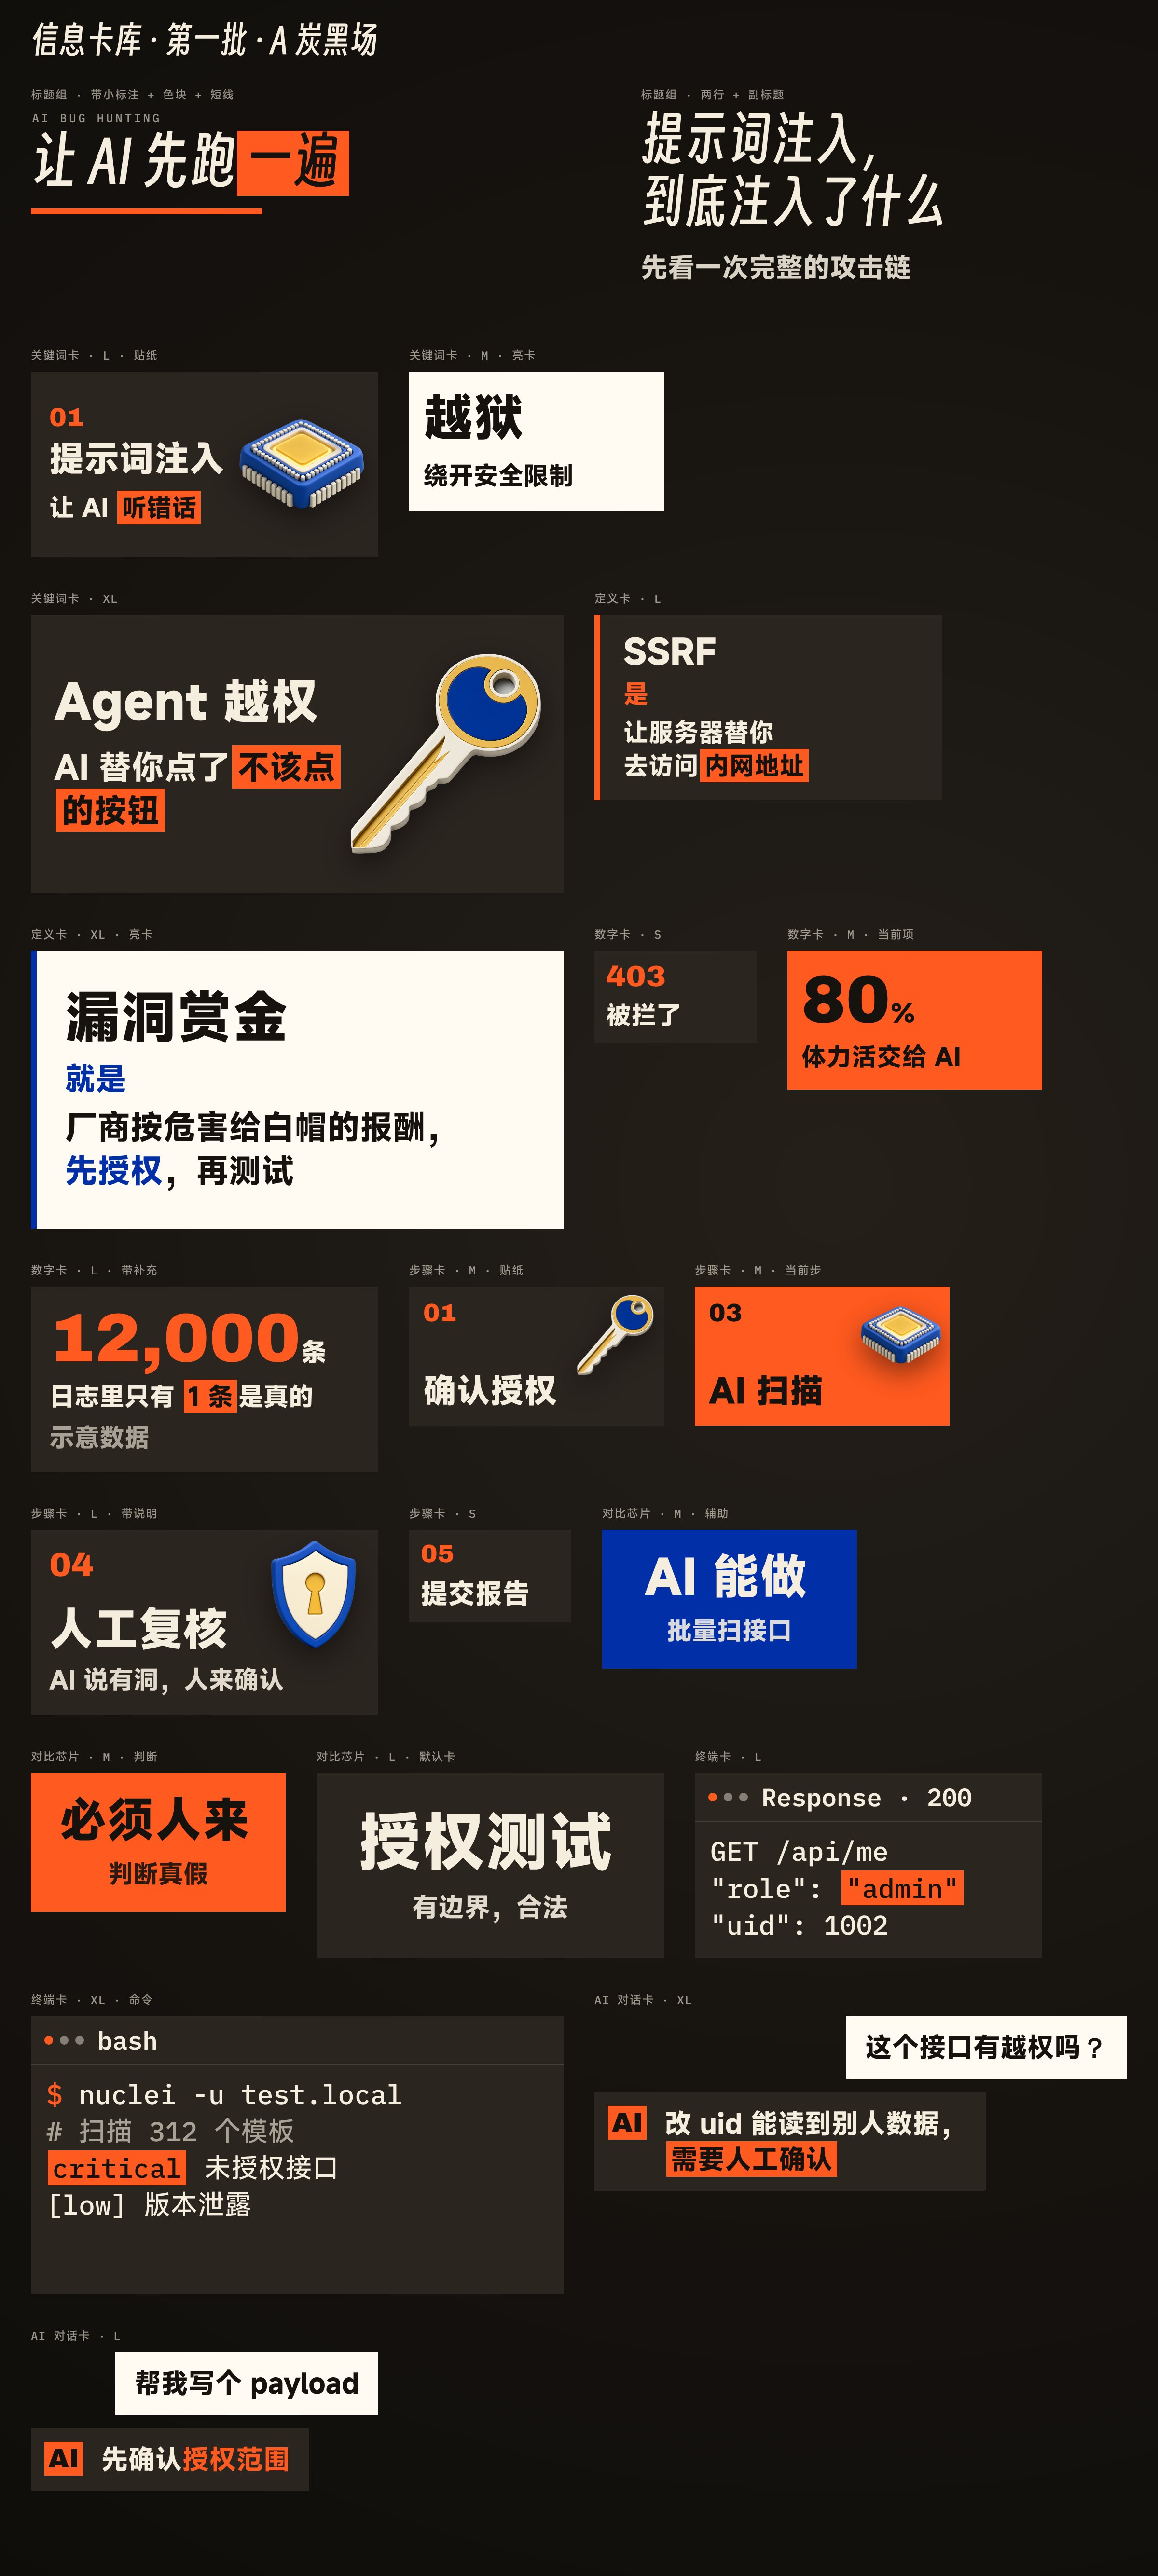 信息卡库 · 第一批 · A 炭黑场
标题组 · 带小标注 + 色块 + 短线
AI BUG HUNTING
让 AI 先跑一遍
标题组 · 两行 + 副标题
提示词注入,
到底注入了什么
先看一次完整的攻击链
关键词卡 · L · 贴纸
01
提示词注入
让 AI 听错话
关键词卡 · M · 亮卡
越狱
绕开安全限制
关键词卡 · XL
Agent 越权
AI 替你点了不该点
的按钮
定义卡 · L
SSRF
是
让服务器替你
去访问内网地址
定义卡 · XL · 亮卡
漏洞赏金
就是
厂商按危害给白帽的报酬,
先授权, 再测试
数字卡 · S
403
被拦了
数字卡 · M · 当前项
80%
体力活交给 AI
数字卡 · L · 带补充
12,000条
日志里只有 1 条是真的
示意数据
步骤卡 · M · 贴纸
01
确认授权
步骤卡 · M · 当前步
03
AI 扫描
步骤卡 · L · 带说明
04
人工复核
AI 说有洞, 人来确认
步骤卡 · S
05
提交报告
对比芯片 · M · 辅助
AI 能做
批量扫接口
对比芯片 · M · 判断
必须人来
判断真假
对比芯片 · L · 默认卡
授权测试
有边界, 合法
终端卡 · L
Response · 200
GET /api/me
"role": "admin"
"uid": 1002
终端卡 · XL · 命令
bash
$ nuclei -u test.local
# 扫描 312 个模板
critical 未授权接口
[low] 版本泄露
AI 对话卡 · XL
这个接口有越权吗?
AI 改 uid 能读到别人数据,
需要人工确认
AI 对话卡 · L
帮我写个 payload
AI 先确认授权范围